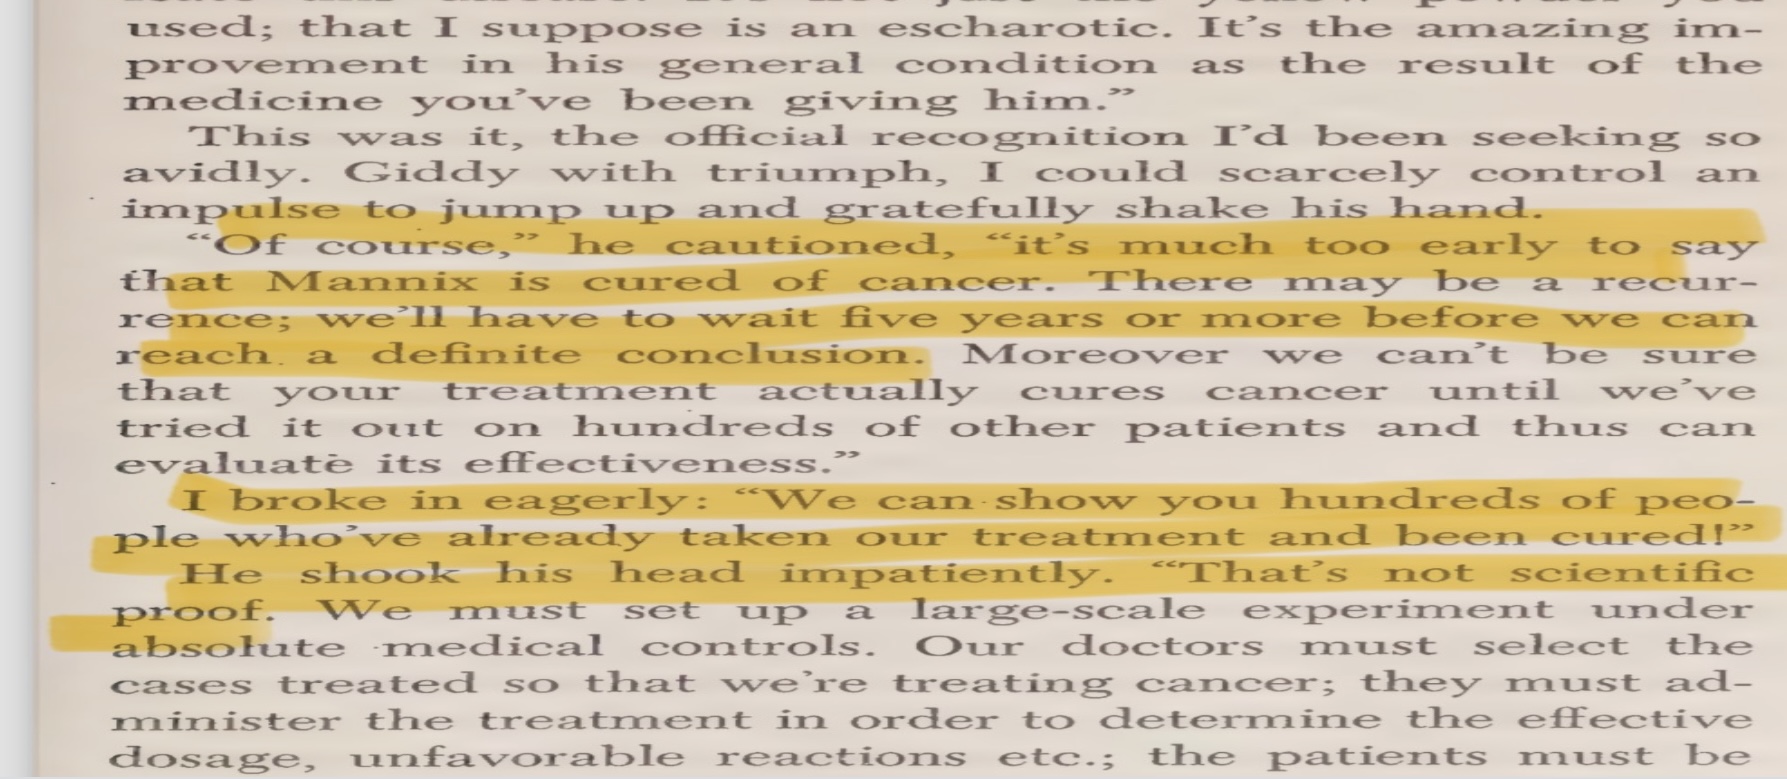 used; that I suppose is an escharotic. It's the amazing im-
provement in his general condition as the result of the
medicine you've been giving him.”
This was it, the official recognition I'd been seeking so
avidly. Giddy with triumph, I could scarcely control an
impulse to jump up and gratefully shake his hand.
“Of course,” he cautioned, “it's much too early to say
that Mannix is cured of cancer. There may be a recur-
rence; we'll have to wait five years or more before we can
reach a definite conclusion. Moreover we can't be sure
that your treatment actually cures cancer until we've
tried it out on hundreds of other patients and thus can
evaluate its effectiveness.”
I broke in eagerly: “We can show you hundreds of peo-
ple who've already taken our treatment and been cured!”
He shook his head impatiently. “That's not scientific
proof. We must set up a large-scale experiment under
absolute medical controls. Our doctors must select the
cases treated so that we're treating cancer; they must ad-
minister the treatment in order to determine the effective
dosage, unfavorable reactions etc.; the patients must be